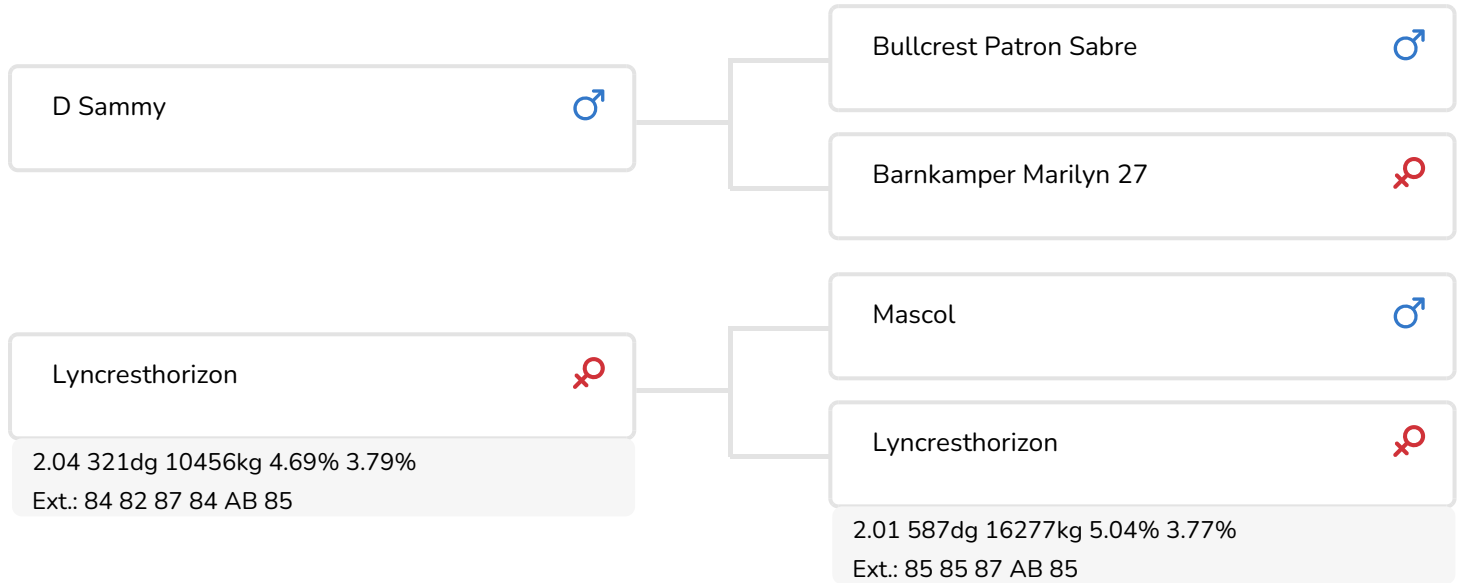 Bullcrest Patron Sabre
D Sammy
Barnkamper Marilyn 27
Mascol
Lyncresthorizon
Lyncresthorizon
2.04 321dg 10456kg 4.69% 3.79%
Ext.: 84 82 87 84 AB 85
2.01 587dg 16277kg 5.04% 3.77%
Ext.: 85 85 87 AB 85